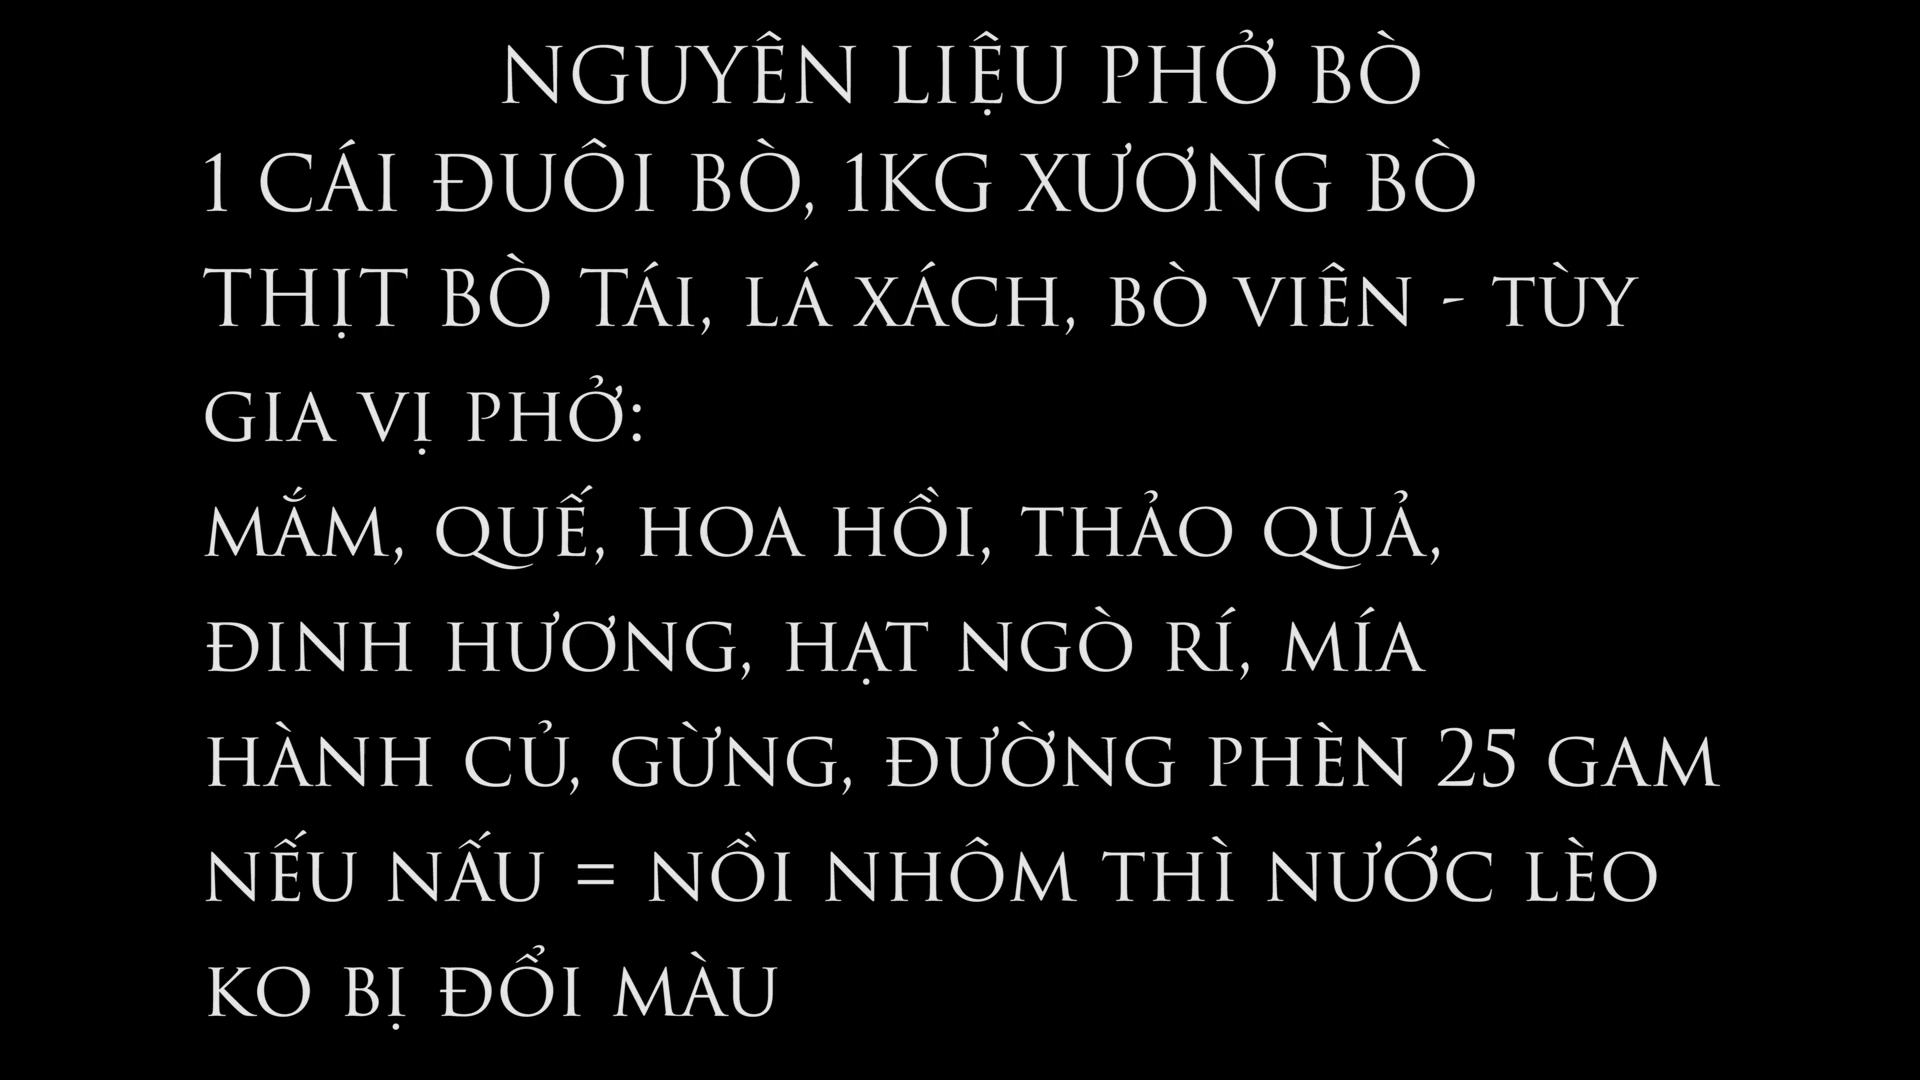 NGUYÊN LIỆU PHỞ BÒ
1 CÁI ĐUÔI BÒ, 1KG XƯƠNG BÒ
THỊT BÒ TÁI, LÁ XÁCH, BÒ VIÊN - TÙY
GIA VỊ PHỞ:
MẮM, QUẾ, HOA HỒI, THẢO QUẢ,
ĐINH HƯƠNG, HẠT NGÒ RÍ, MÍA
HÀNH CỦ, GỪNG, ĐƯỜNG PHÈN 25 GAM
NẾU NẤU = NỒI NHÔM THÌ NƯỚC LÈO
KO BỊ ĐỔI MÀU